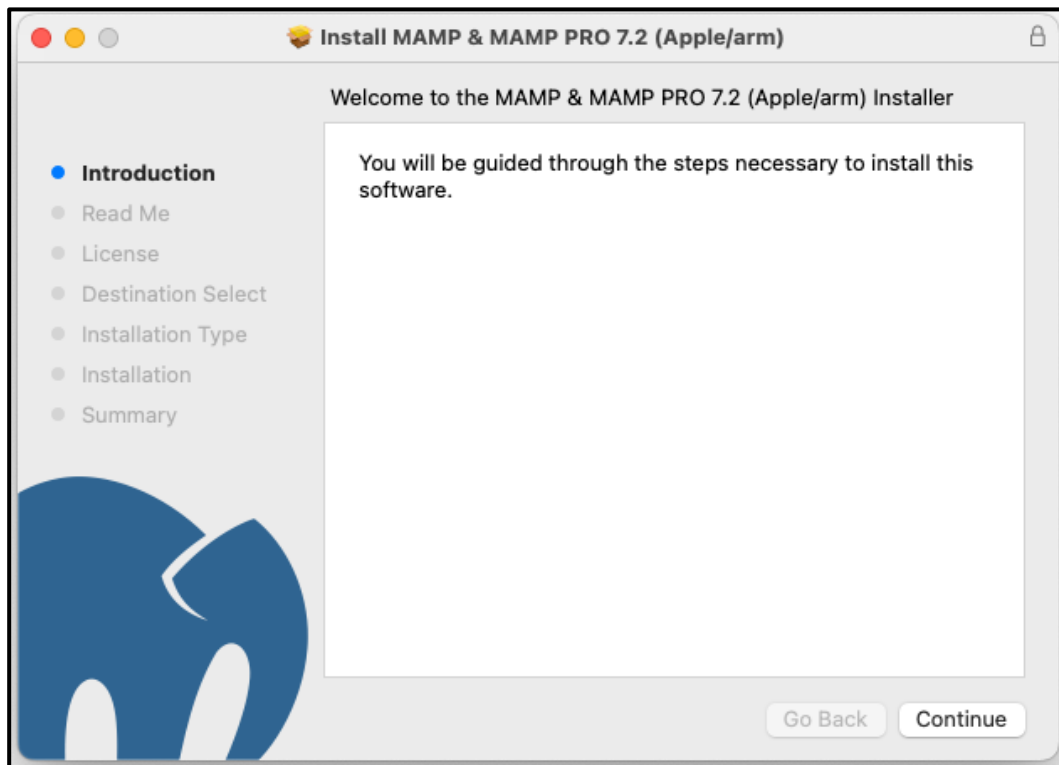 Install MAMP & MAMP PRO 7.2 (Apple/arm)
Welcome to the MAMP & MAMP PRO 7.2 (Apple/arm) Installer
Introduction
Read Me
License
Destination Select
Installation Type
Installation
Summary
You will be guided through the steps necessary to install this
software.
Go Back
Continue